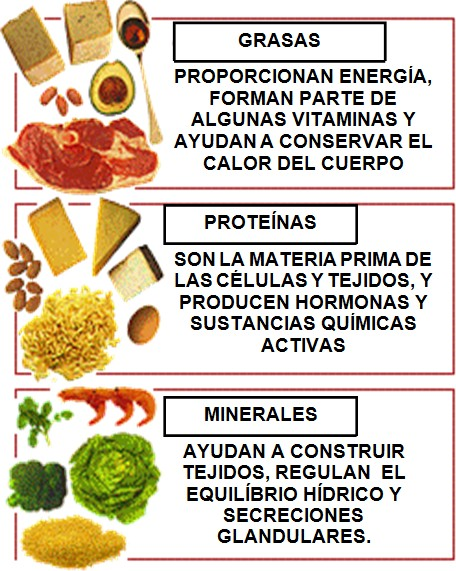 GRASAS
PROPORCIONAN ENERGÍA,
FORMAN PARTE DE
ALGUNAS VITAMINAS Y
AYUDAN A CONSERVAR EL
CALOR DEL CUERPO
PROTEÍNAS
SON LA MATERIA PRIMA DE
LAS CÉLULAS Y TEJIDOS, Y
PRODUCEN HORMONAS Y
SUSTANCIAS QUÍMICAS
ACTIVAS
MINERALES
AYUDAN A CONSTRUIR
TEJIDOS, REGULAN EL
EQUILÍBRIO HÍDRICO Y
SECRECIONES
GLANDULARES.